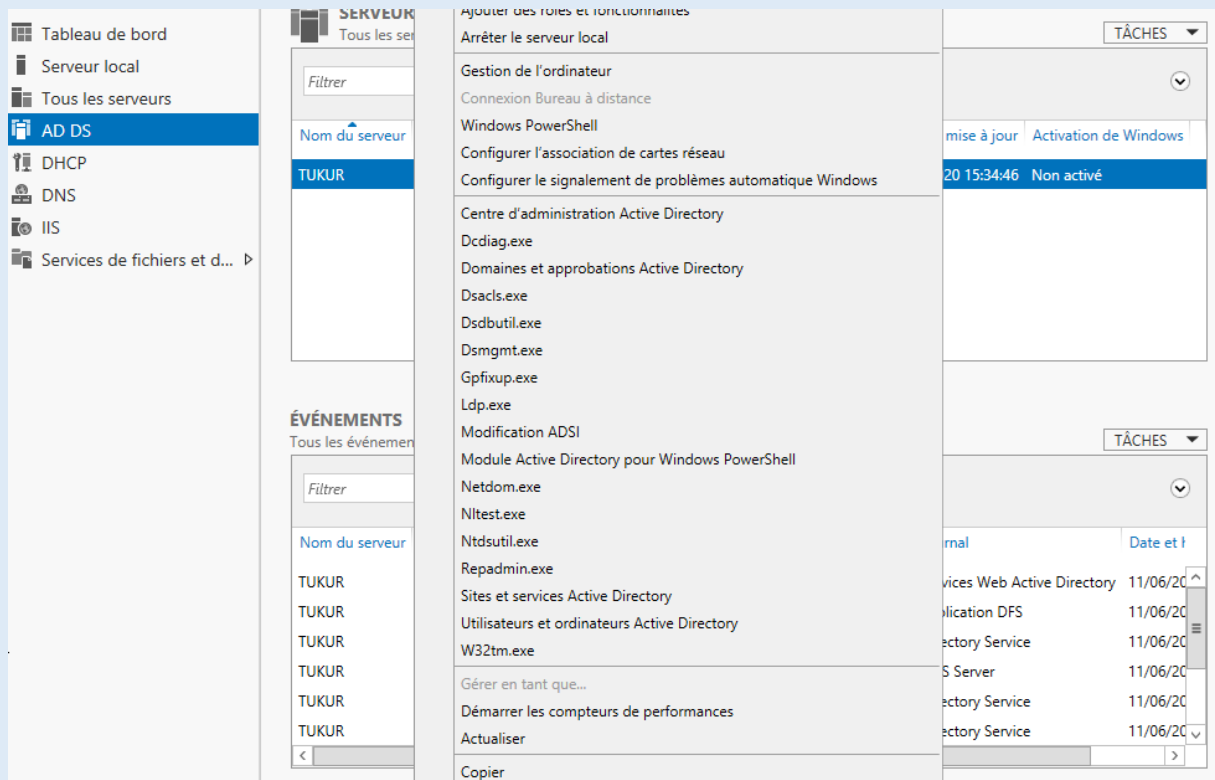 Tableau de bord
Serveur local
Tous les serveurs
AD DS
DHCP
DNS
IIS
Services de fichiers et d...
SERVEUR
Tous les ser
TÂCHES
Filtrer
Nom du serveur
mise à jour
Activation de Windows
TUKUR
20 15:34:46
Non activé
Ajouter des rôles et fonctionnalités
Arrêter le serveur local
Gestion de l'ordinateur
Connexion Bureau à distance
Windows PowerShell
Configurer l'association de cartes réseau
Configurer le signalement de problèmes automatique Windows
Centre d'administration Active Directory
Dcdiag.exe
Domaines et approbations Active Directory
Dsacls.exe
Dsdbutil.exe
Dsmgmt.exe
Gpfixup.exe
Ldp.exe
Modification ADSI
Module Active Directory pour Windows PowerShell
Netdom.exe
Nltest.exe
Ntdsutil.exe
Repadmin.exe
Sites et services Active Directory
Utilisateurs et ordinateurs Active Directory
W32tm.exe
Gérer en tant que...
Démarrer les compteurs de performances
Actualiser
Copier
ÉVÉNEMENTS
Tous les événemen
TÂCHES
Filtrer
Nom du serveur
rnal
Date et h
TUKUR
vices Web Active Directory
11/06/20
TUKUR
plication DFS
11/06/20
TUKUR
ectory Service
11/06/20
TUKUR
S Server
11/06/20
TUKUR
ectory Service
11/06/20
TUKUR
ectory Service
11/06/20